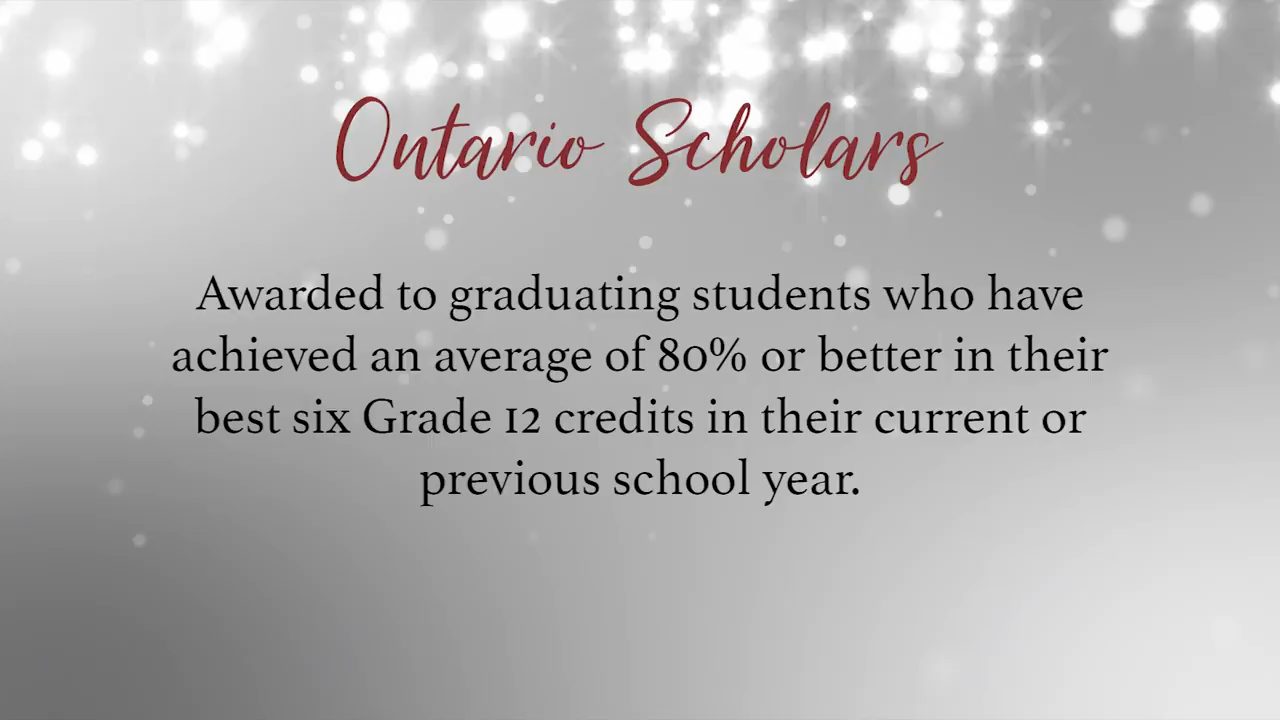 Ontario Scholars
Awarded to graduating students who have
achieved an average of 80% or better in their
best six Grade 12 credits in their current or
previous school year.